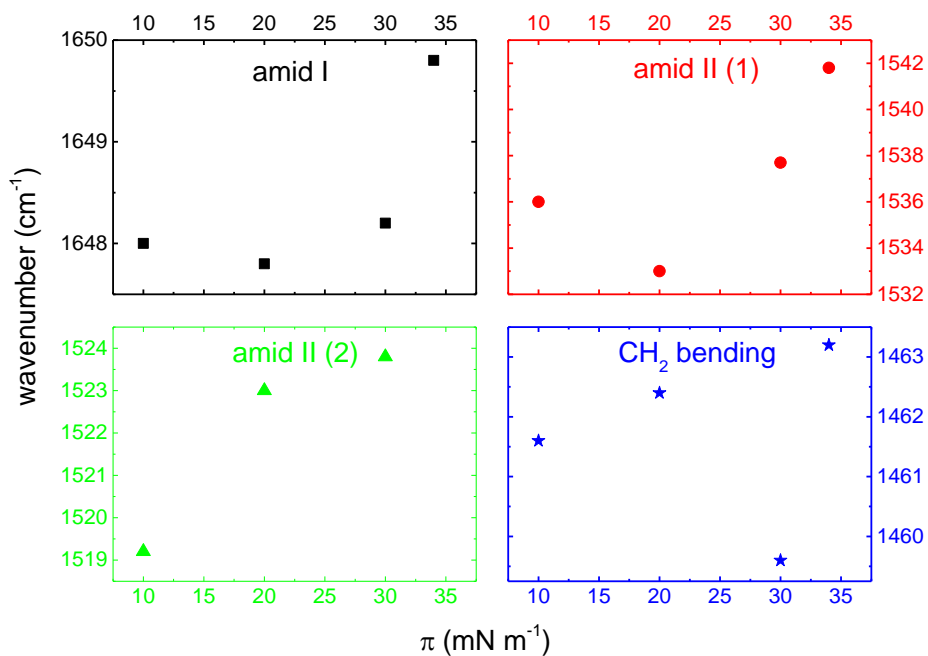 10 15 20 25 30 35
10 15 20 25 30 35
1650
1649
1648
amid I
amid II (1)
1542
1540
1538
1536
1534
1533
1532
wavenumber (cm⁻¹)
1524
1523
1522
1521
1520
1519
amid II (2)
CH₂ bending
1463
1462
1461
1460
10 15 20 25 30 35
10 15 20 25 30 35
π (mN m⁻¹)